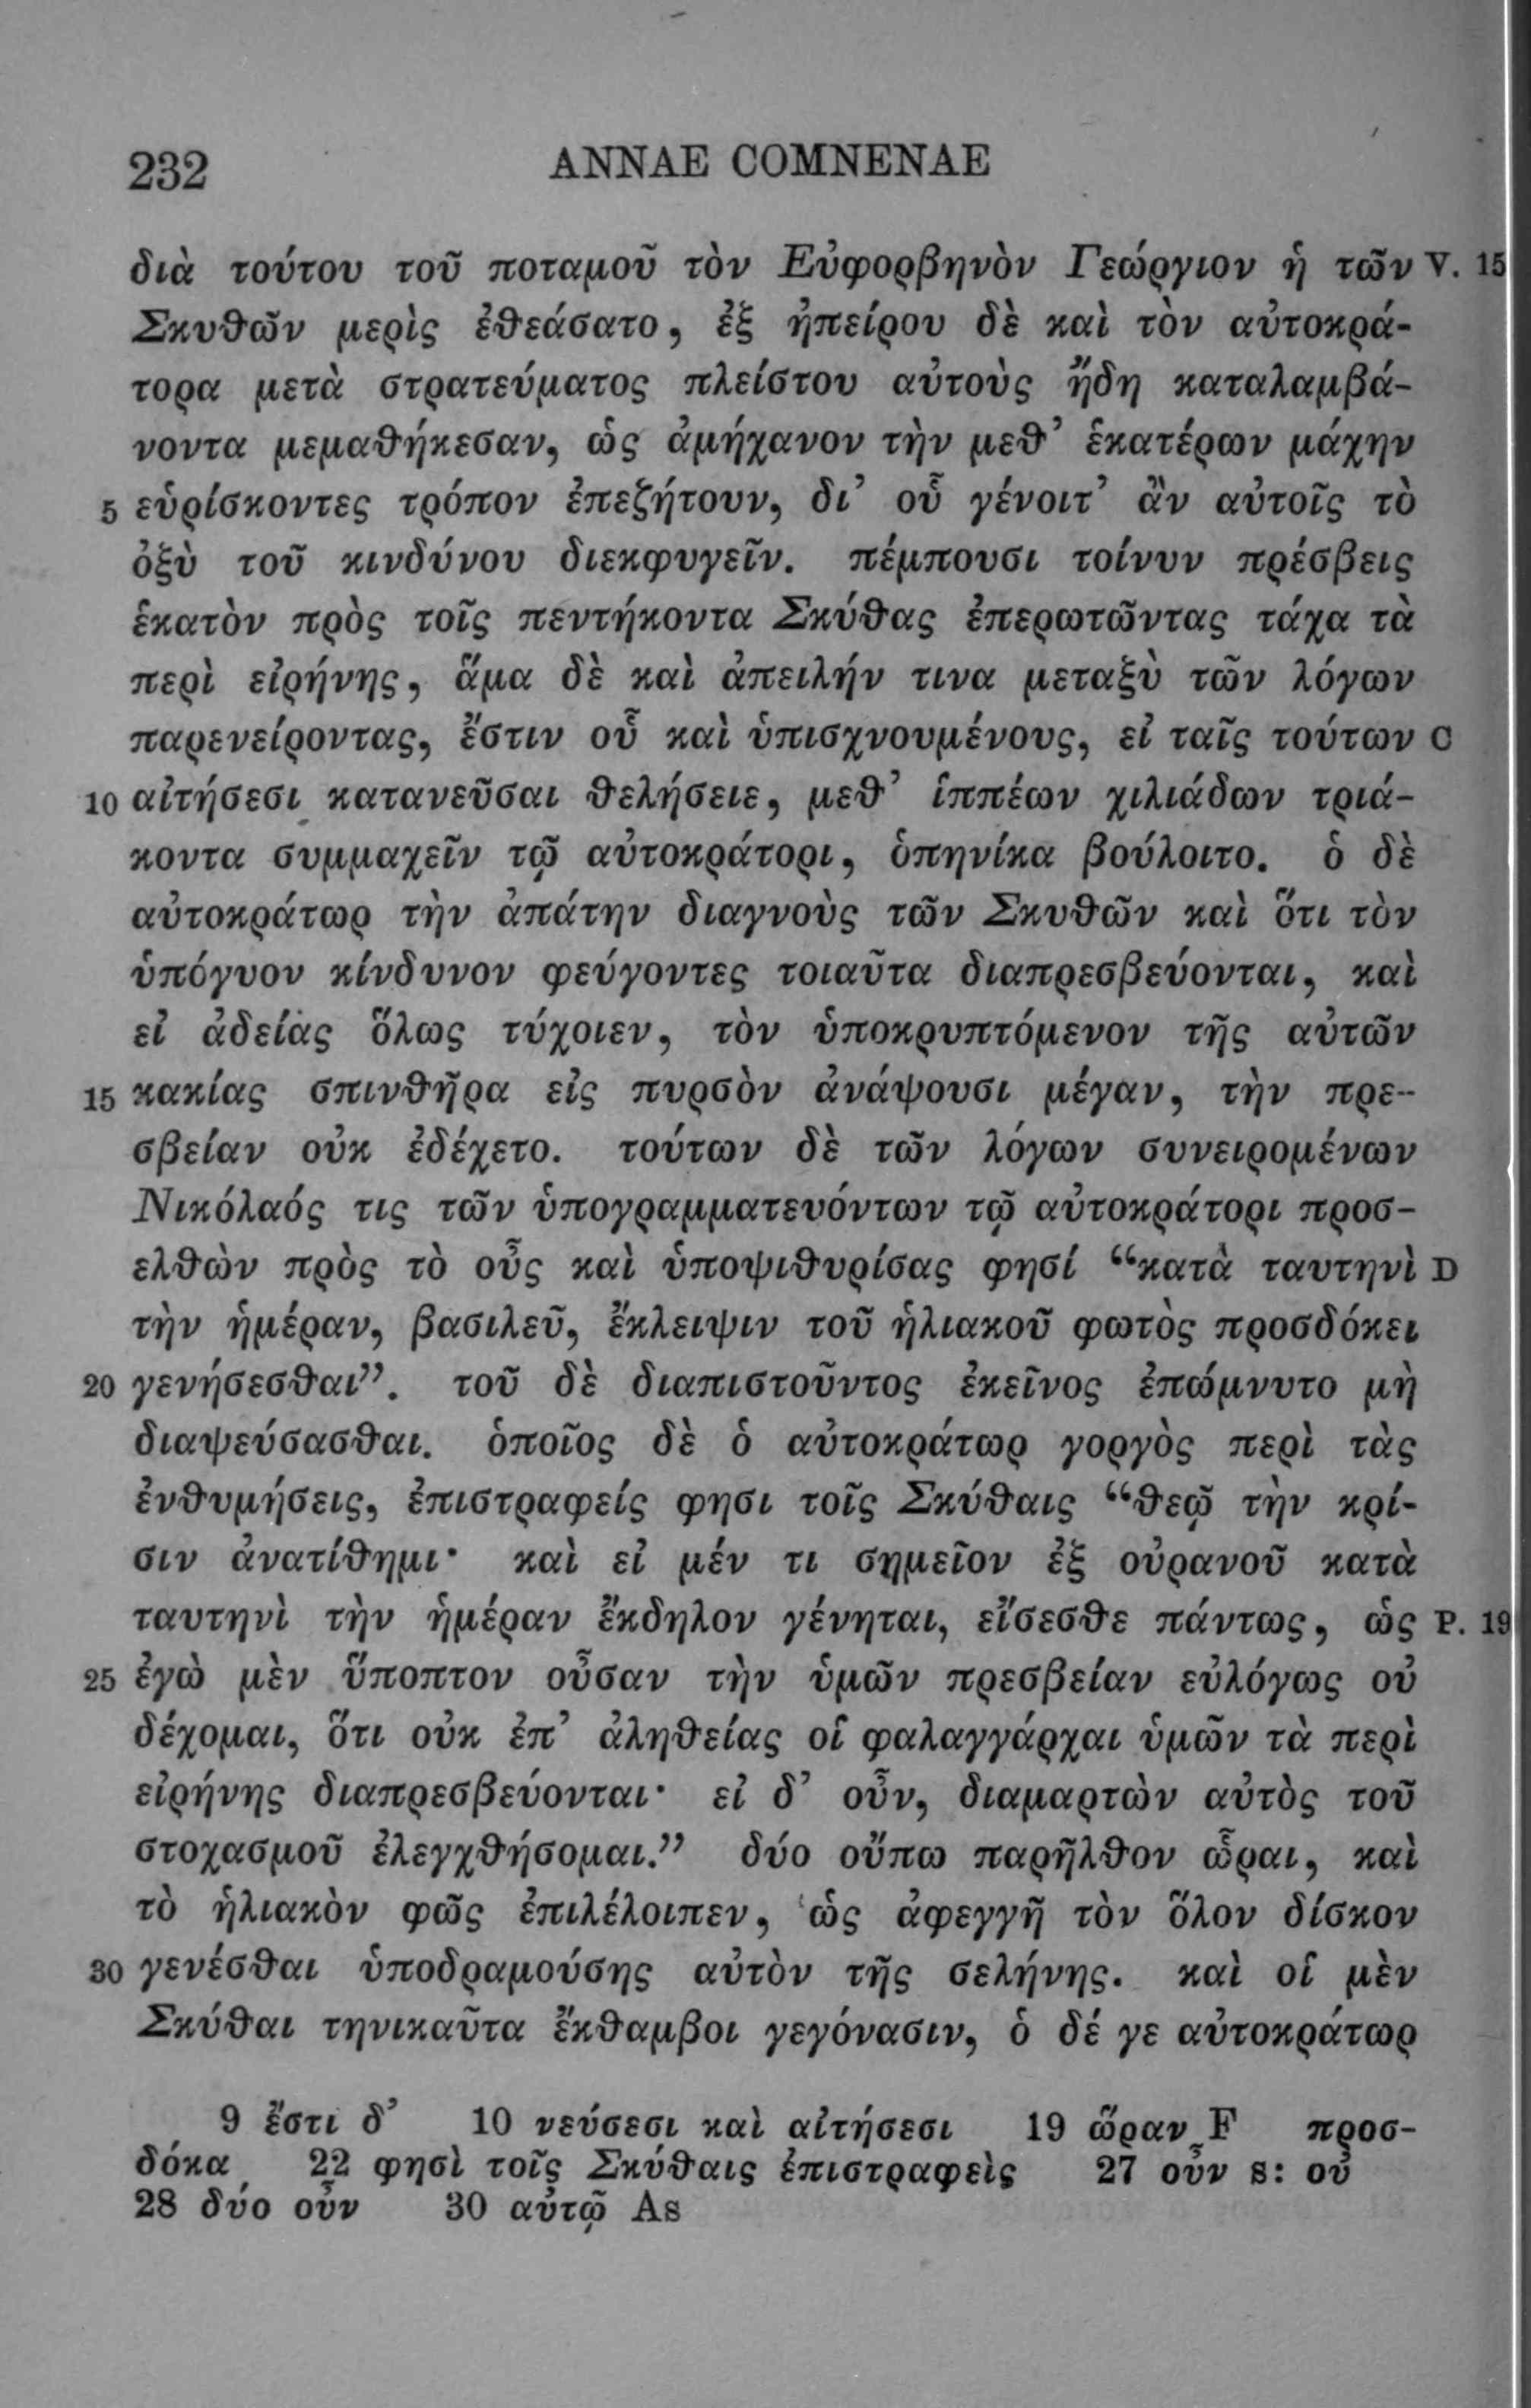 232 ANNAE COMNENAE
διὰ τούτου τοῦ ποταμοῦ τὸν Εὐφορβηνὸν Γεώργιον ἡ τῶν V. 15
Σκυθῶν μερὶς ἐθεάσατο, ἐξ ἠπείρου δὲ καὶ τὸν αὐτοκρά-
τορα μετὰ στρατεύματος πλείστου αὐτοὺς ἤδη καταλαμβά-
νοντα μεμαθήκεσαν, ὡς ἀμήχανον τὴν μεθ’ ἑκατέρων μάχην
5 εὑρίσκοντες τρόπον ἐπεζήτουν, δι’ οὗ γένοιτ’ ἂν αὐτοῖς τὸ
ὀξὺ τοῦ κινδύνου διεκφυγεῖν. πέμπουσι τοίνυν πρέσβεις
ἑκατὸν πρὸς τοῖς πεντήκοντα Σκύθας ἐπερωτῶντας τάχα τὰ
περὶ εἰρήνης, ἅμα δὲ καὶ ἀπειλήν τινα μεταξὺ τῶν λόγων
παρενείροντας, ἔστιν οὗ καὶ ὑπισχνουμένους, εἰ ταῖς τούτων C
10 αἰτήσεσι κατανεῦσαι θελήσειε, μεθ’ ἱππέων χιλιάδων τριά-
κοντα συμμαχεῖν τῷ αὐτοκράτορι, ὁπηνίκα βούλοιτο. ὁ δὲ
αὐτοκράτωρ τὴν ἀπάτην διαγνοὺς τῶν Σκυθῶν καὶ ὅτι τὸν
ὑπόγυον κίνδυνον φεύγοντες τοιαῦτα διαπρεσβεύονται, καὶ
εἰ ἀδείας ὅλως τύχοιεν, τὸν ὑποκρυπτόμενον τῆς αὐτῶν
15 κακίας σπινθῆρα εἰς πυρσὸν ἀνάψουσι μέγαν, τὴν πρε-
σβείαν οὐκ ἐδέχετο. τούτων δὲ τῶν λόγων συνειρομένων
Νικόλαός τις τῶν ὑπογραμματευόντων τῷ αὐτοκράτορι προσ-
ελθὼν πρὸς τὸ οὖς καὶ ὑποψιθυρίσας φησί “κατὰ ταυτηνὶ D
τὴν ἡμέραν, βασιλεῦ, ἔκλειψιν τοῦ ἡλιακοῦ φωτὸς προσδόκει
20 γενήσεσθαι”. τοῦ δὲ διαπιστοῦντος ἐκεῖνος ἐπώμνυτο μὴ
διαψεύσασθαι. ὁποῖος δὲ ὁ αὐτοκράτωρ γοργὸς περὶ τὰς
ἐνθυμήσεις, ἐπιστραφείς φησι τοῖς Σκύθαις “θεῷ τὴν κρί-
σιν ἀνατίθημι· καὶ εἰ μέν τι σημεῖον ἐξ οὐρανοῦ κατὰ
ταυτηνὶ τὴν ἡμέραν ἔκδηλον γένηται, εἴσεσθε πάντως, ὡς P. 19
25 ἐγὼ μὲν ὕποπτον οὖσαν τὴν ὑμῶν πρεσβείαν εὐλόγως οὐ
δέχομαι, ὅτι οὐκ ἐπ’ ἀληθείας οἱ φαλαγγάρχαι ὑμῶν τὰ περὶ
εἰρήνης διαπρεσβεύονται· εἰ δ’ οὖν, διαμαρτὼν αὐτὸς τοῦ
στοχασμοῦ ἐλεγχθήσομαι.” δύο οὔπω παρῆλθον ὧραι, καὶ
τὸ ἡλιακὸν φῶς ἐπιλέλοιπεν, ὡς ἀφεγγῆ τὸν ὅλον δίσκον
30 γενέσθαι ὑποδραμούσης αὐτὸν τῆς σελήνης. καὶ οἱ μὲν
Σκύθαι τηνικαῦτα ἔκθαμβοι γεγόνασιν, ὁ δέ γε αὐτοκράτωρ
9 ἔστι δ’ 10 νεύσεσι καὶ αἰτήσεσι 19 ὥραν F προσ-
δόκα 22 φησὶ τοῖς Σκύθαις ἐπιστραφεὶς 27 οὖν s: οὐ
28 δύο οὖν 30 αὐτῷ As